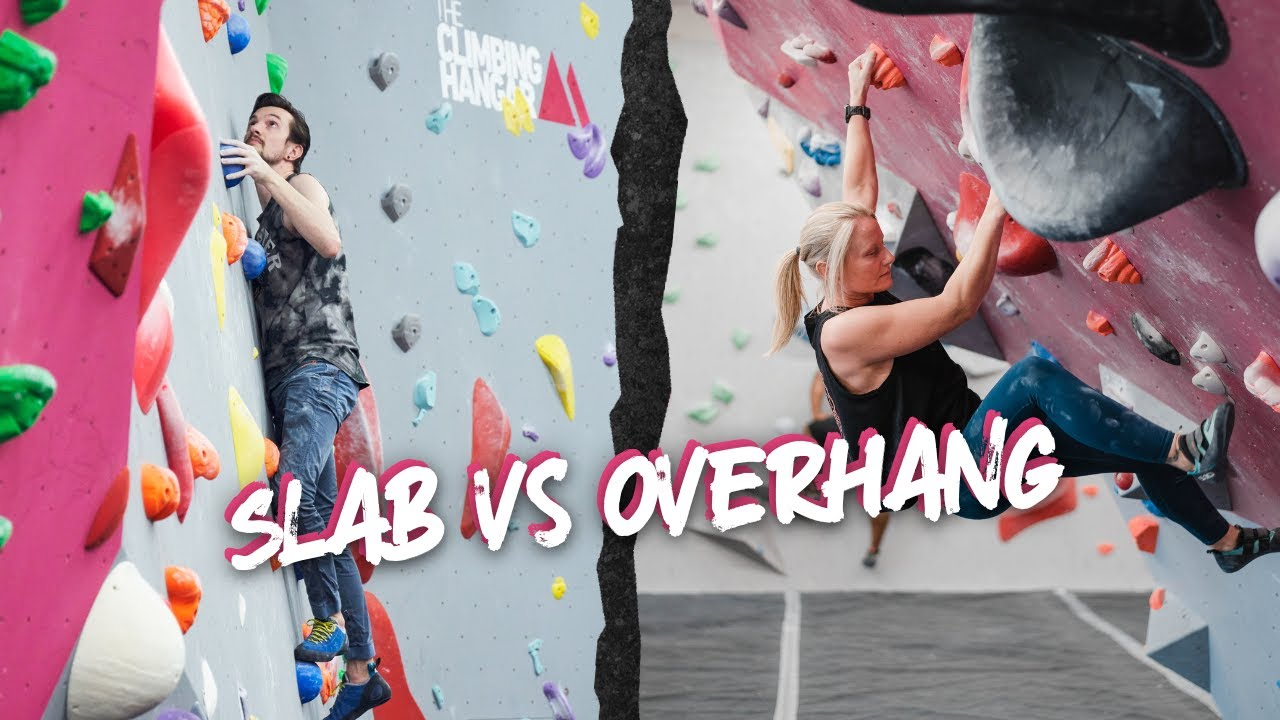 THE
CLIMBING
HANGAR
SLAB VS OVERHANG